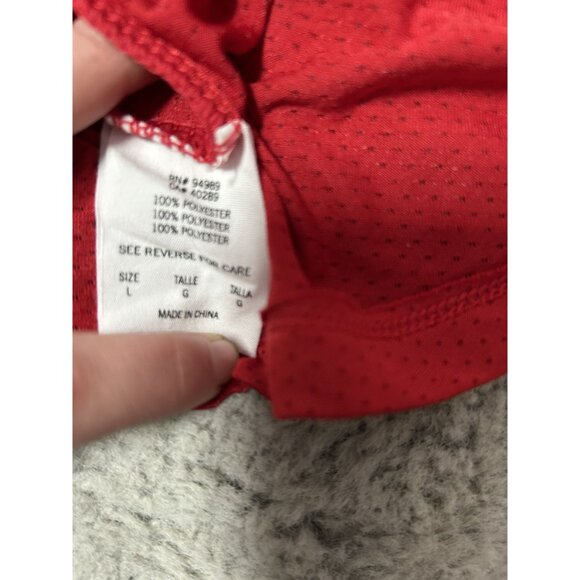 RN# 94989
CA# 40289
100% POLYESTER
100% POLYESTER
100% POLYESTER
SEE REVERSE FOR CARE
SIZE TALLE TALLA
L G G
MADE IN CHINA